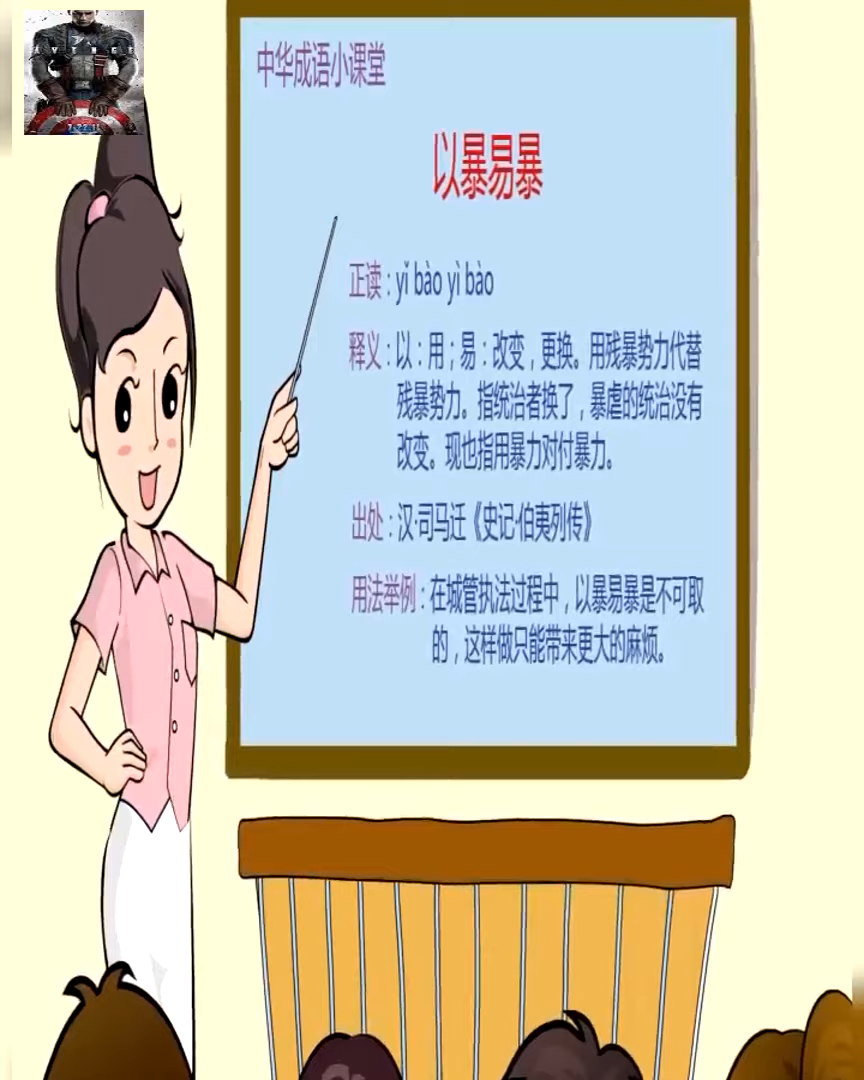 AVENGE
中华成语小课堂
以暴易暴
正读：yǐ bào yì bào
释义：以：用；易：改变，更换。用残暴势力代替
残暴势力。指统治者换了，暴虐的统治没有
改变。现也指用暴力对付暴力。
出处：汉·司马迁《史记·伯夷列传》
用法举例：在城管执法过程中，以暴易暴是不可取
的，这样做只能带来更大的麻烦。